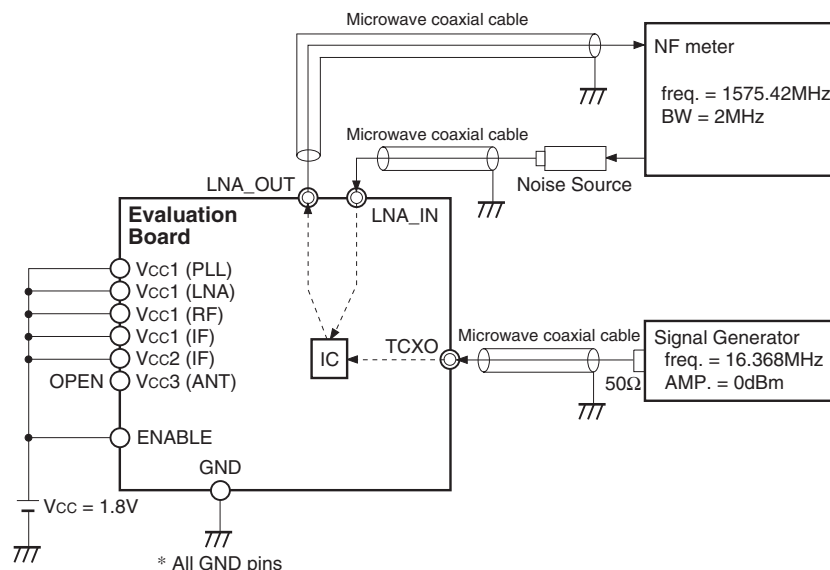 Microwave coaxial cable
NF meter
freq. = 1575.42MHz
BW = 2MHz
Microwave coaxial cable
Noise Source
LNA_OUT
LNA_IN
Evaluation
Board
VCC1 (PLL)
VCC1 (LNA)
VCC1 (RF)
VCC1 (IF)
VCC2 (IF)
OPEN
VCC3 (ANT)
ENABLE
IC
TCXO
Microwave coaxial cable
50Ω
Signal Generator
freq. = 16.368MHz
AMP. = 0dBm
GND
VCC = 1.8V
* All GND pins